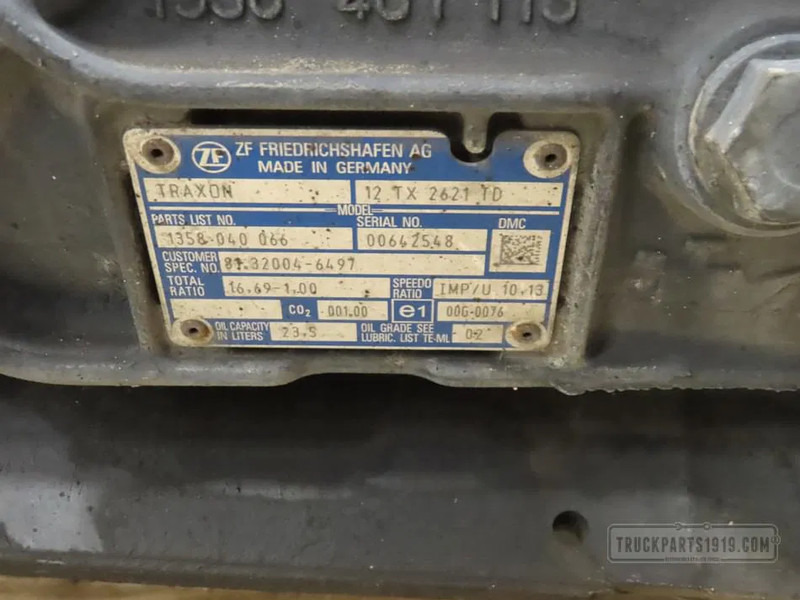 ZF FRIEDRICHSHAFEN AG
MADE IN GERMANY
TRAXON 12 TX 2621 TD
MODEL
PARTS LIST NO. SERIAL NO. DMC
1358 040 066 00642548
CUSTOMER
SPEC. NO. 81.32004-6497
TOTAL
RATIO 16.69-1.00 SPEEDO
RATIO IMP/U 10.13
CO2 001.00 e1 00G-0076
OIL CAPACITY
IN LITERS 23.5 OIL GRADE SEE
LUBRIC. LIST TE-ML 02
TRUCKPARTS1919.COM